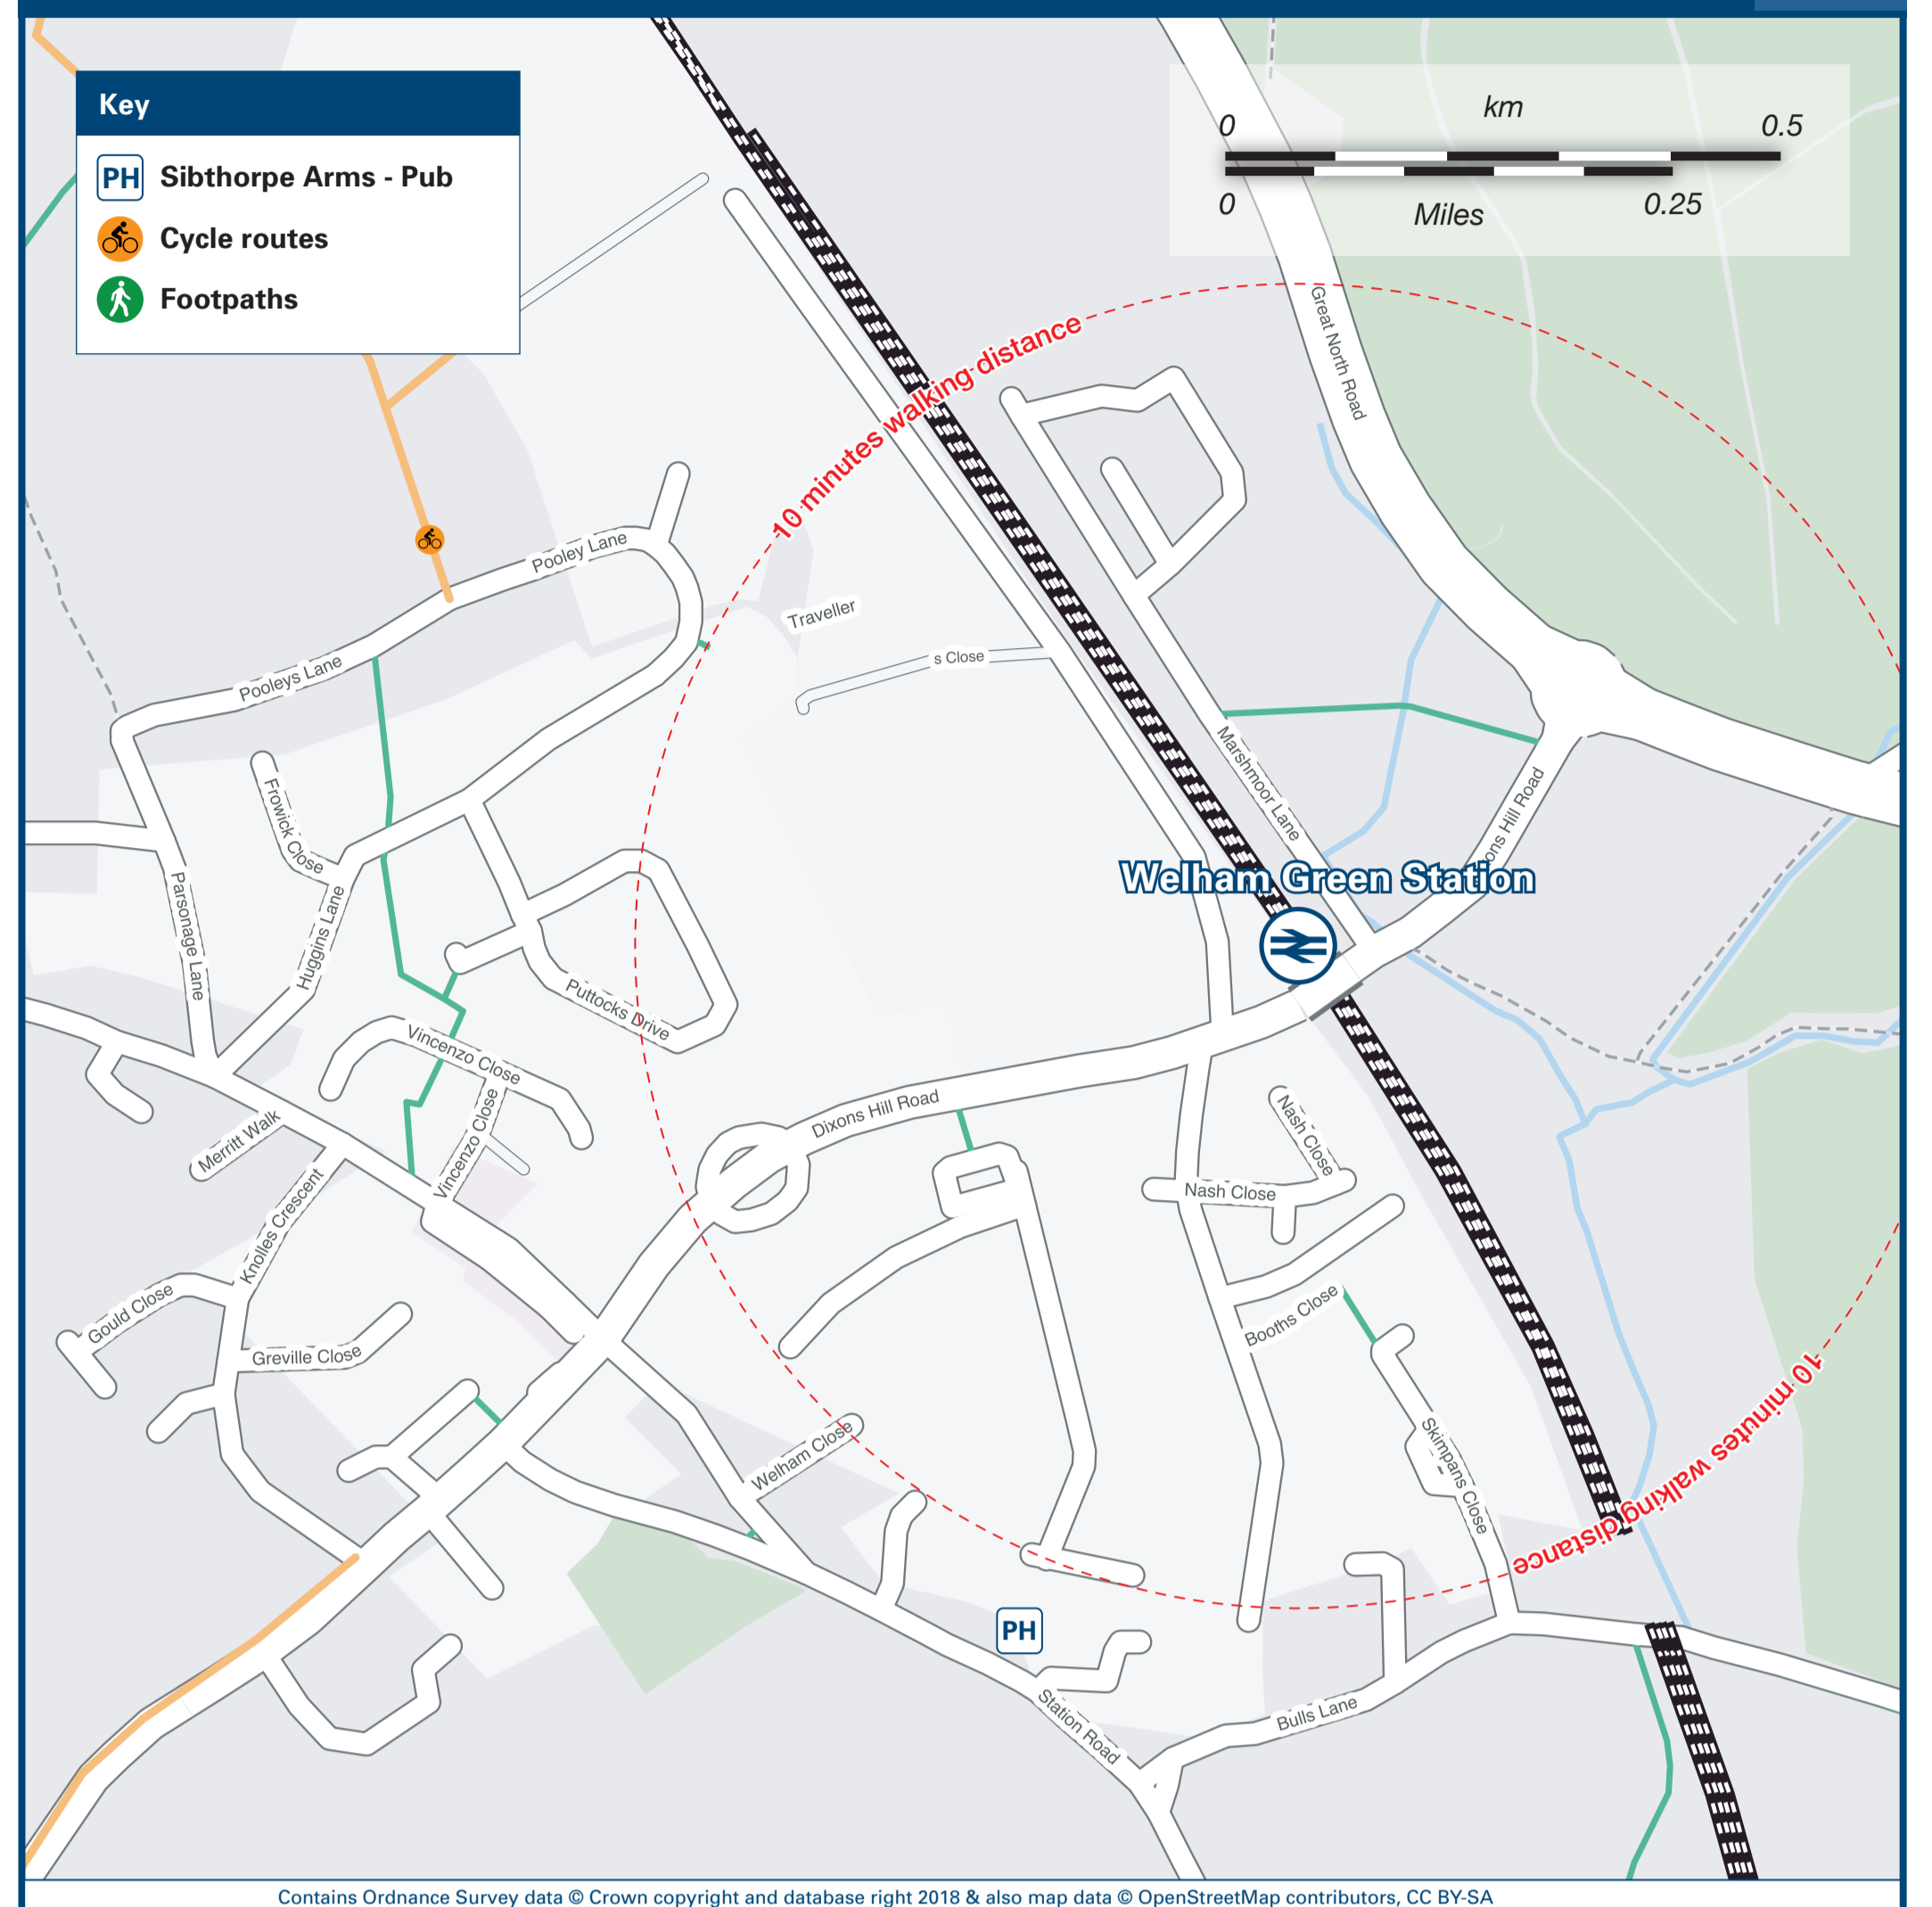 Key
PH Sibthorpe Arms - Pub
Cycle routes
Footpaths
km
0 0.5
0 0.25
Miles
Great North Road
10 minutes walking distance
Pooley Lane
Pooleys Lane
Traveller
s Close
Marshmoor Lane
ons Hill Road
Frowick Close
Parsonage Lane
Huggins Lane
Welham Green Station
Puttocks Drive
Vincenzo Close
Vincenzo Close
Merritt Walk
Dixons Hill Road
Nash Close
Nash Close
Knolles Crescent
Gould Close
Greville Close
Booths Close
Welham Close
Skimpans Close
10 minutes walking distance
PH
Station Road
Bulls Lane
Contains Ordnance Survey data © Crown copyright and database right 2018 & also map data © OpenStreetMap contributors, CC BY-SA